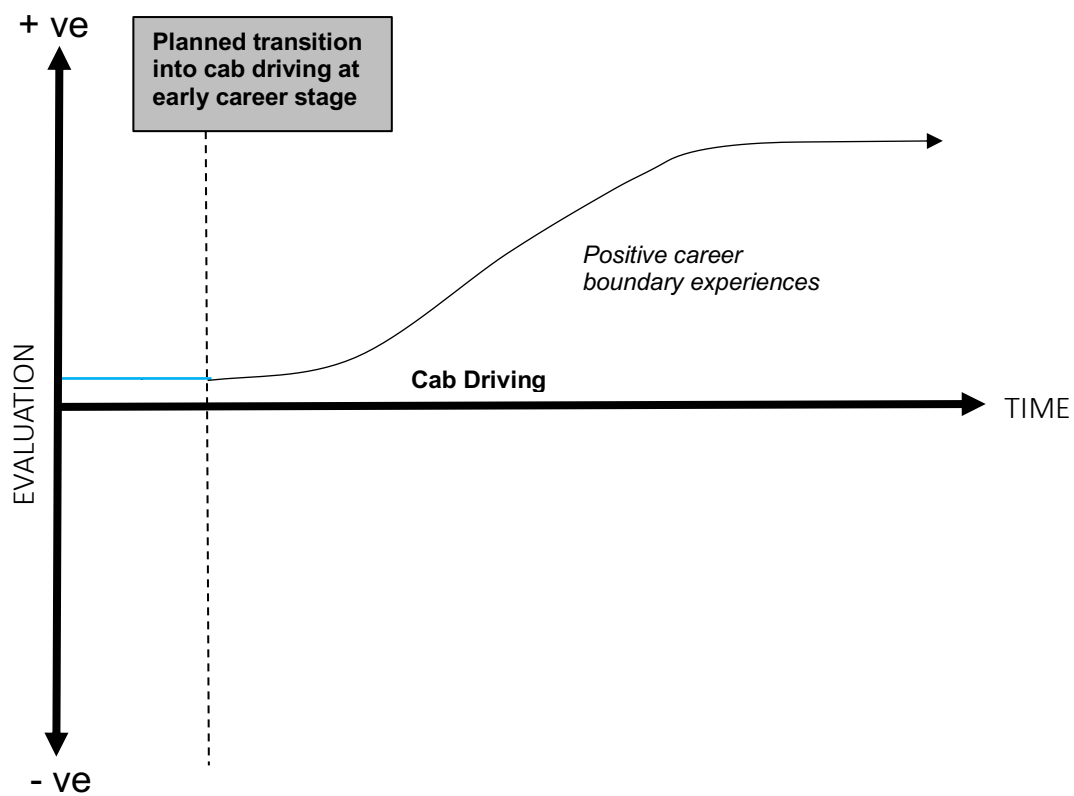 + ve
Planned transition
into cab driving at
early career stage
Positive career
boundary experiences
Cab Driving
EVALUATION
TIME
- ve